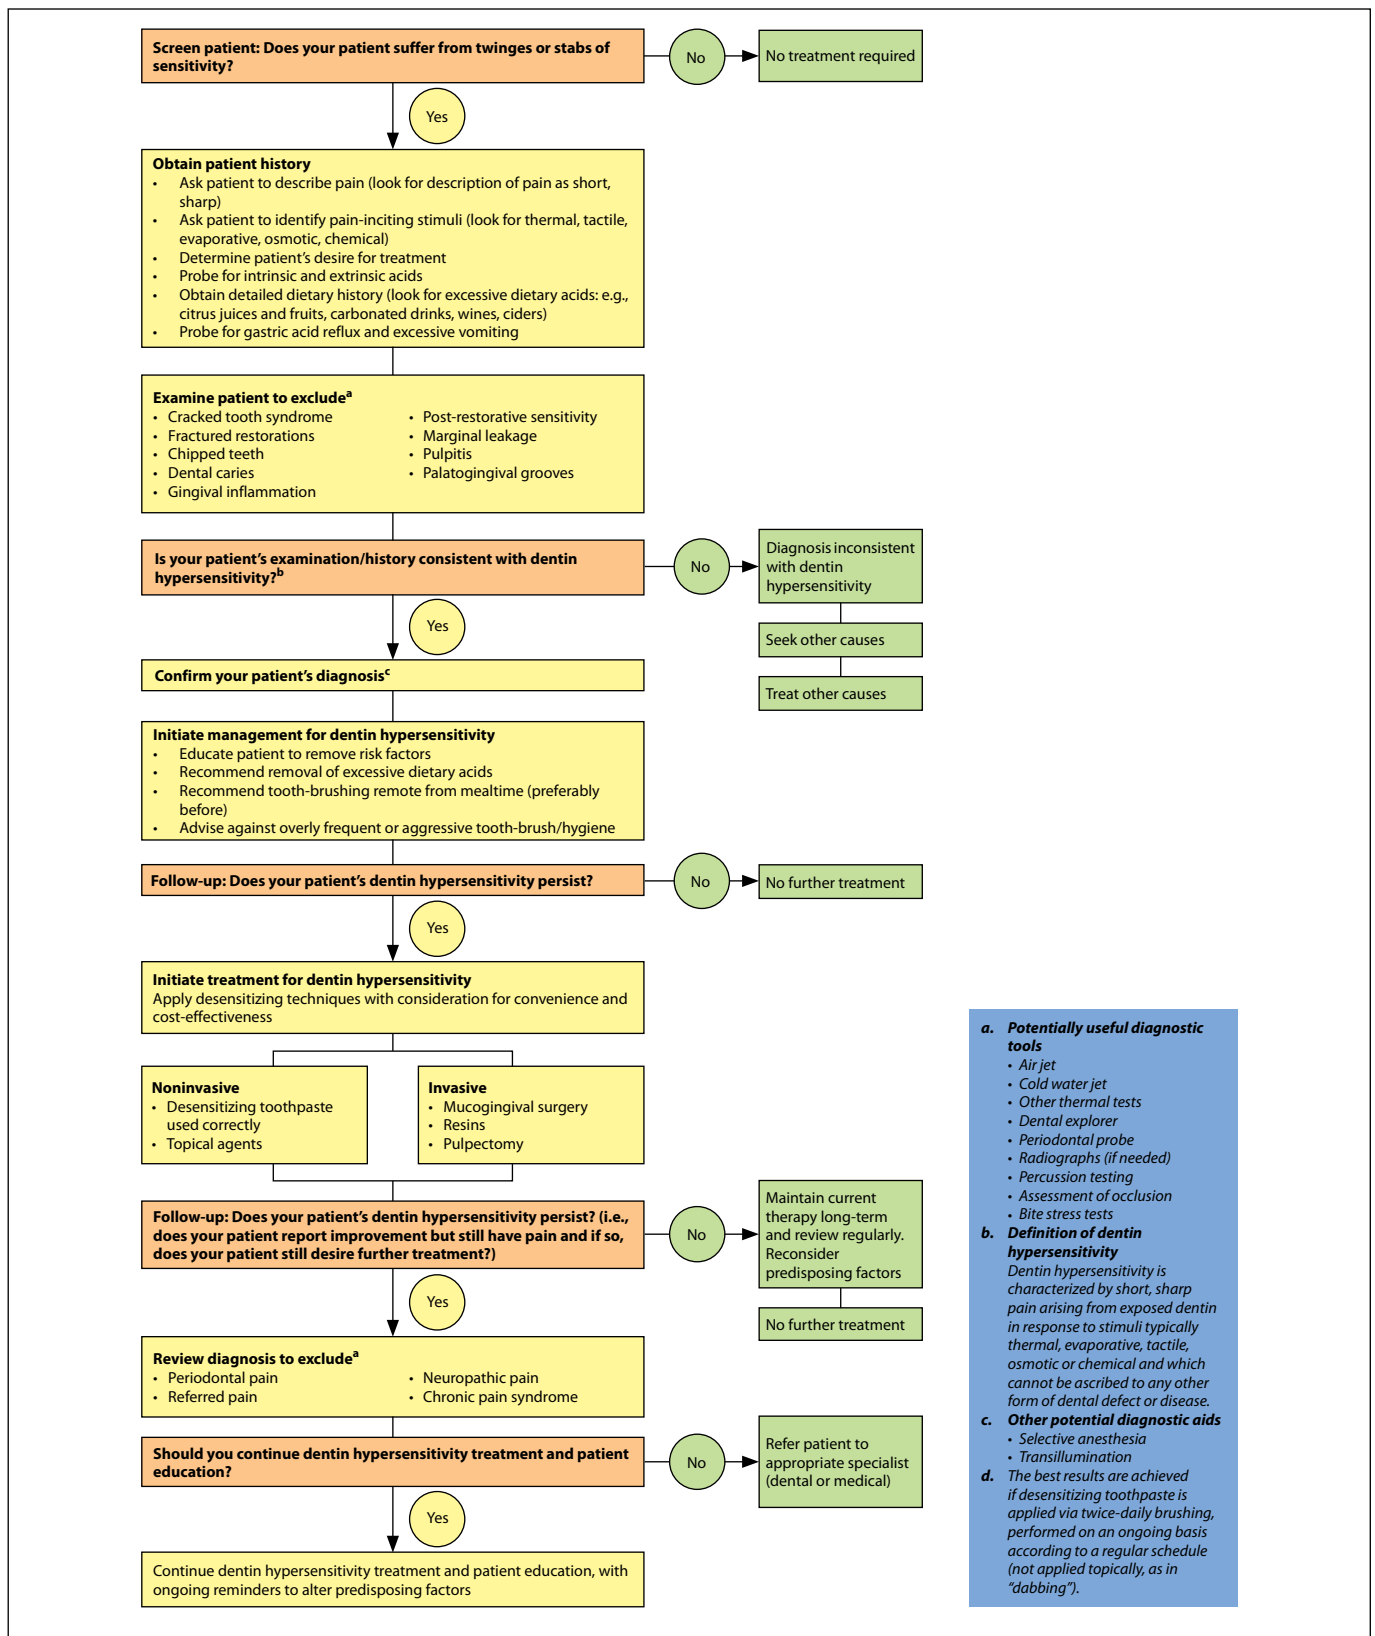 Screen patient: Does your patient suffer from twinges or stabs of
sensitivity?
No
No treatment required
Yes
Obtain patient history
• Ask patient to describe pain (look for description of pain as short,
sharp)
• Ask patient to identify pain-inciting stimuli (look for thermal, tactile,
evaporative, osmotic, chemical)
• Determine patient's desire for treatment
• Probe for intrinsic and extrinsic acids
• Obtain detailed dietary history (look for excessive dietary acids: e.g.,
citrus juices and fruits, carbonated drinks, wines, ciders)
• Probe for gastric acid reflux and excessive vomiting
Examine patient to exclude^a
• Cracked tooth syndrome
• Fractured restorations
• Chipped teeth
• Dental caries
• Gingival inflammation
• Post-restorative sensitivity
• Marginal leakage
• Pulpitis
• Palatogingival grooves
Is your patient's examination/history consistent with dentin
hypersensitivity?^b
No
Diagnosis inconsistent
with dentin
hypersensitivity
Seek other causes
Treat other causes
Yes
Confirm your patient's diagnosis^c
Initiate management for dentin hypersensitivity
• Educate patient to remove risk factors
• Recommend removal of excessive dietary acids
• Recommend tooth-brushing remote from mealtime (preferably
before)
• Advise against overly frequent or aggressive tooth-brush/hygiene
Follow-up: Does your patient's dentin hypersensitivity persist?
No
No further treatment
Yes
Initiate treatment for dentin hypersensitivity
Apply desensitizing techniques with consideration for convenience and
cost-effectiveness
Noninvasive
• Desensitizing toothpaste
used correctly
• Topical agents
Invasive
• Mucogingival surgery
• Resins
• Pulpectomy
Follow-up: Does your patient's dentin hypersensitivity persist? (i.e.,
does your patient report improvement but still have pain and if so,
does your patient still desire further treatment?)
No
Maintain current
therapy long-term
and review regularly.
Reconsider
predisposing factors
No further treatment
Yes
Review diagnosis to exclude^a
• Periodontal pain
• Referred pain
• Neuropathic pain
• Chronic pain syndrome
Should you continue dentin hypersensitivity treatment and patient
education?
No
Refer patient to
appropriate specialist
(dental or medical)
Yes
Continue dentin hypersensitivity treatment and patient education, with
ongoing reminders to alter predisposing factors
a. Potentially useful diagnostic
tools
• Air jet
• Cold water jet
• Other thermal tests
• Dental explorer
• Periodontal probe
• Radiographs (if needed)
• Percussion testing
• Assessment of occlusion
• Bite stress tests
b. Definition of dentin
hypersensitivity
Dentin hypersensitivity is
characterized by short, sharp
pain arising from exposed dentin
in response to stimuli typically
thermal, evaporative, tactile,
osmotic or chemical and which
cannot be ascribed to any other
form of dental defect or disease.
c. Other potential diagnostic aids
• Selective anesthesia
• Transillumination
d. The best results are achieved
if desensitizing toothpaste is
applied via twice-daily brushing,
performed on an ongoing basis
according to a regular schedule
(not applied topically, as in
“dabbing”).